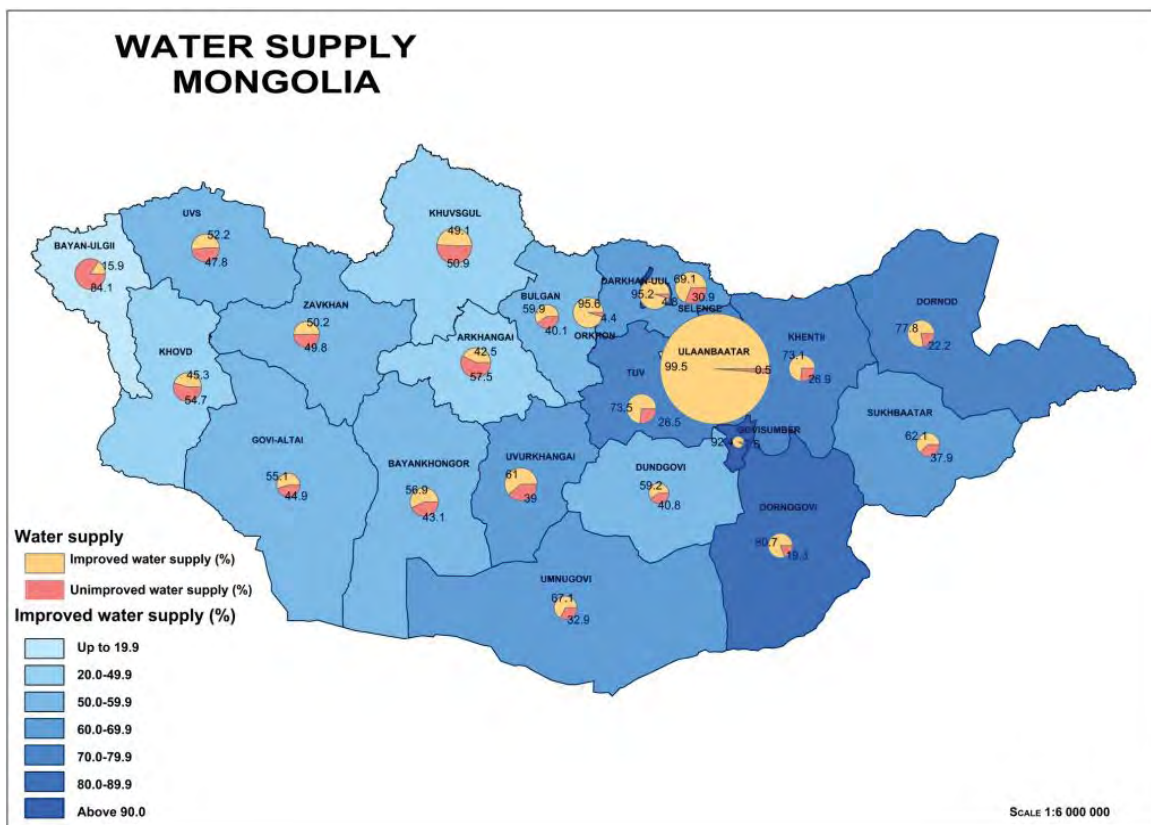 WATER SUPPLY
MONGOLIA
UVS
52.2
47.8
BAYAN-ULGII
15.9
84.1
KHUVSGUL
49.1
50.9
KHOVD
45.3
54.7
ZAVKHAN
50.2
49.8
ARKHANGAI
42.5
57.5
BULGAN
59.9
40.1
95.6
4.4
ORKHON
DARKHAN-UUL
95.2
4.8
69.1
30.9
SELENGE
ULAANBAATAR
99.5
0.5
KHENTII
73.1
26.9
DORNOD
77.8
22.2
TUV
73.5
26.5
SUKHBAATAR
62.1
37.9
GOVISUMBER
GOVI-ALTAI
55.1
44.9
BAYANKHONGOR
56.9
43.1
UVURKHANGAI
61
39
DUNDGOVI
59.2
40.8
DORNOGOVI
80.7
19.3
UMNUGOVI
67.1
32.9
Water supply
Improved water supply (%)
Unimproved water supply (%)
Improved water supply (%)
Up to 19.9
20.0-49.9
50.0-59.9
60.0-69.9
70.0-79.9
80.0-89.9
Above 90.0
SCALE 1:6 000 000